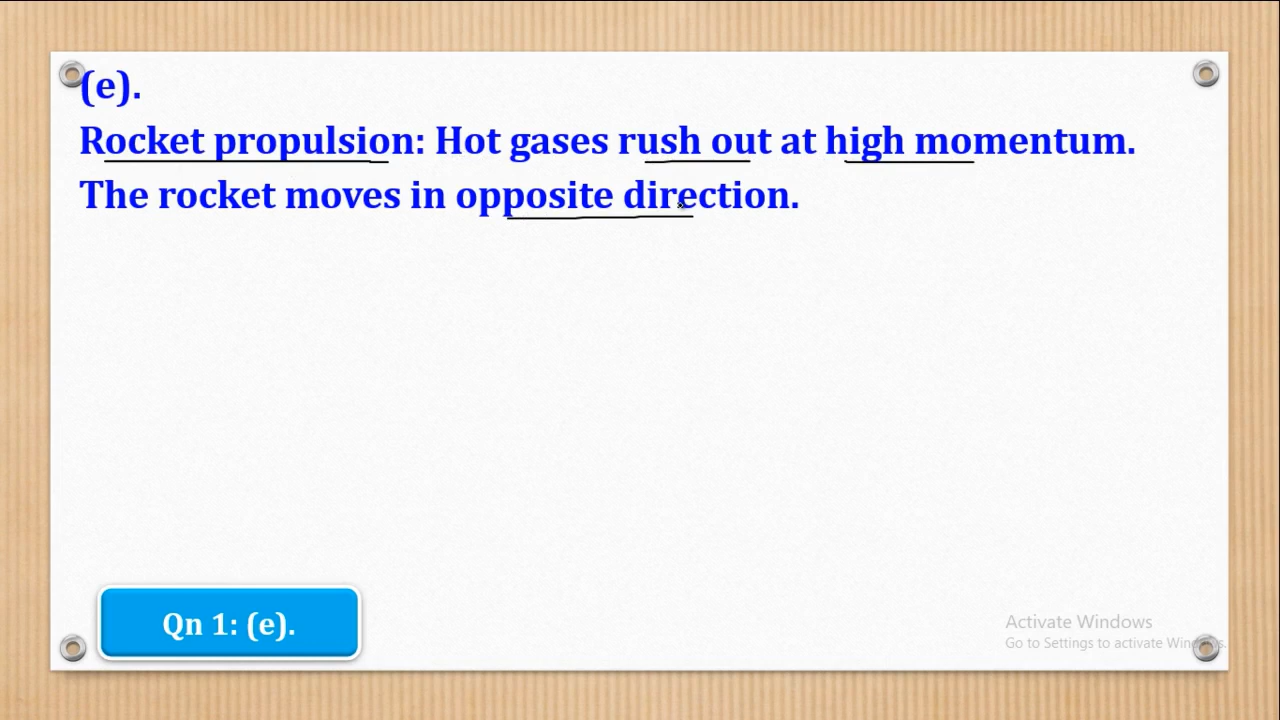 (e).
Rocket propulsion: Hot gases rush out at high momentum.
The rocket moves in opposite direction.
Qn 1: (e).
Activate Windows
Go to Settings to activate Windows.